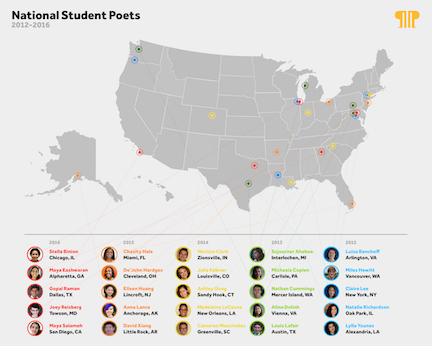 National Student Poets
2012–2016
2016
2015
2014
2013
2012
Stella Binion
Chicago, IL
Chasity Hale
Miami, FL
Zionsville, IN
Sojourner Ahebee
Interlochen, MI
Luisa Banchoff
Arlington, VA
Maya Eashwaran
Alpharetta, GA
De'John Hardges
Cleveland, OH
Julia Falkner
Louisville, CO
Michaela Coplen
Carlisle, PA
Miles Hewitt
Vancouver, WA
Gopal Raman
Dallas, TX
Eileen Huang
Lincroft, NJ
Ashley Gong
Sandy Hook, CT
Nathan Cummings
Mercer Island, WA
Claire Lee
New York, NY
Joey Reisberg
Towson, MD
Anna Lance
Anchorage, AK
Madeleine LeCesne
New Orleans, LA
Aline Dolinh
Vienna, VA
Natalie Richardson
Oak Park, IL
Maya Salameh
San Diego, CA
David Xiang
Little Rock, AR
Cameron Messinides
Greenville, SC
Louis Lafair
Austin, TX
Lylla Younes
Alexandria, LA